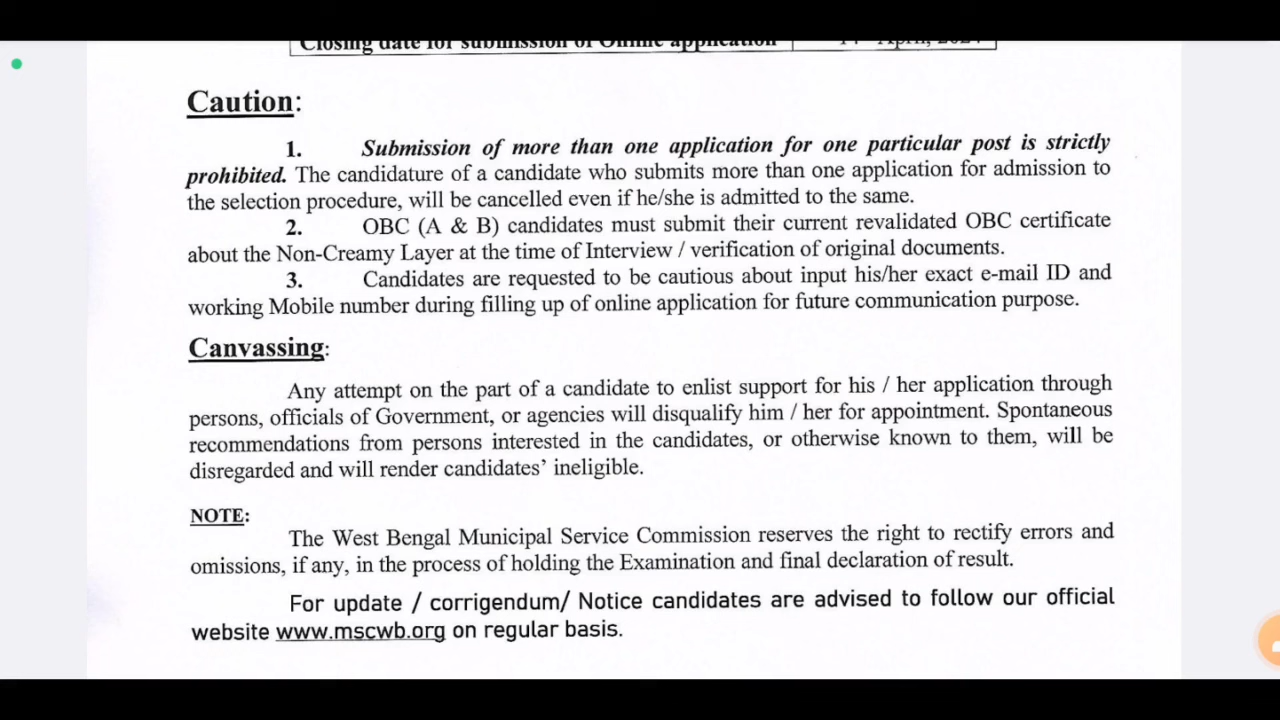 Closing date for submission of Online application April,
Caution:
1. Submission of more than one application for one particular post is strictly
prohibited. The candidature of a candidate who submits more than one application for admission to
the selection procedure, will be cancelled even if he/she is admitted to the same.
2. OBC (A & B) candidates must submit their current revalidated OBC certificate
about the Non-Creamy Layer at the time of Interview / verification of original documents.
3. Candidates are requested to be cautious about input his/her exact e-mail ID and
working Mobile number during filling up of online application for future communication purpose.
Canvassing:
Any attempt on the part of a candidate to enlist support for his / her application through
persons, officials of Government, or agencies will disqualify him / her for appointment. Spontaneous
recommendations from persons interested in the candidates, or otherwise known to them, will be
disregarded and will render candidates’ ineligible.
NOTE:
The West Bengal Municipal Service Commission reserves the right to rectify errors and
omissions, if any, in the process of holding the Examination and final declaration of result.
For update / corrigendum/ Notice candidates are advised to follow our official
website www.mscwb.org on regular basis.